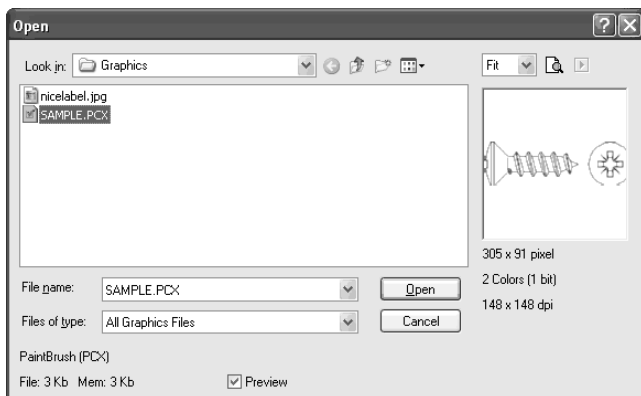 Open
Look in: Graphics
Fit
nicelabel.jpg
SAMPLE.PCX
305 x 91 pixel
2 Colors (1 bit)
148 x 148 dpi
File name: SAMPLE.PCX
Open
Files of type: All Graphics Files
Cancel
PaintBrush (PCX)
File: 3 Kb Mem: 3 Kb
Preview